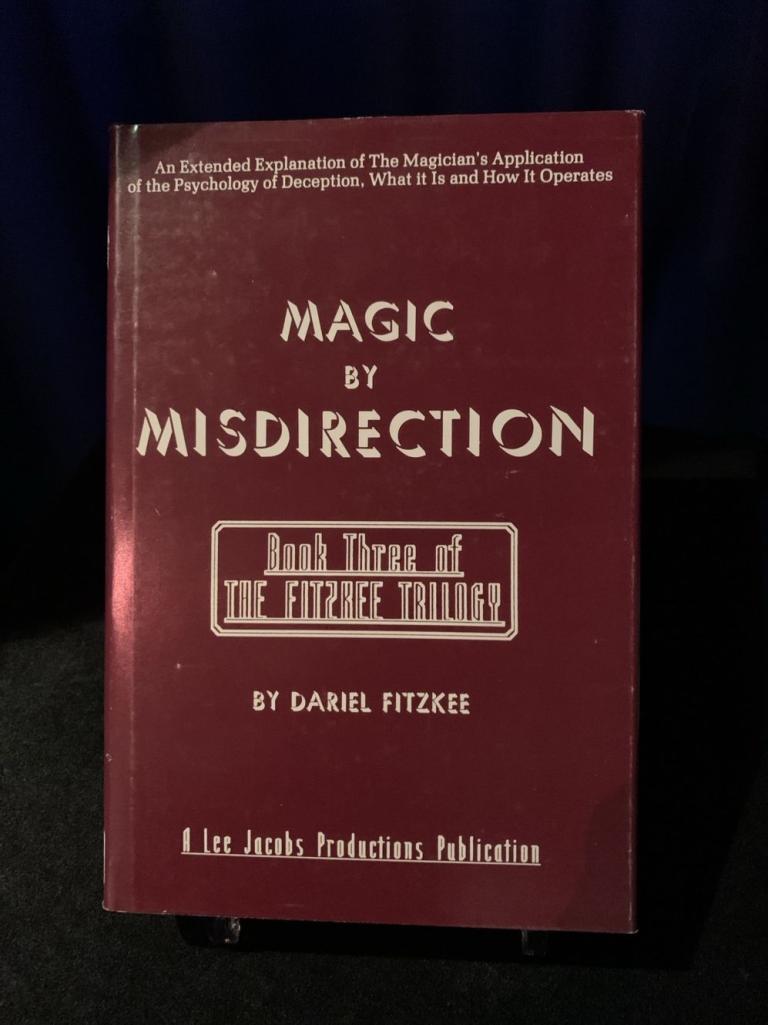 An Extended Explanation of The Magician's Application
of the Psychology of Deception, What it Is and How It Operates
MAGIC
BY
MISDIRECTION
Book Three of
THE FITZKEE TRILOGY
BY DARIEL FITZKEE
A Lee Jacobs Productions Publication